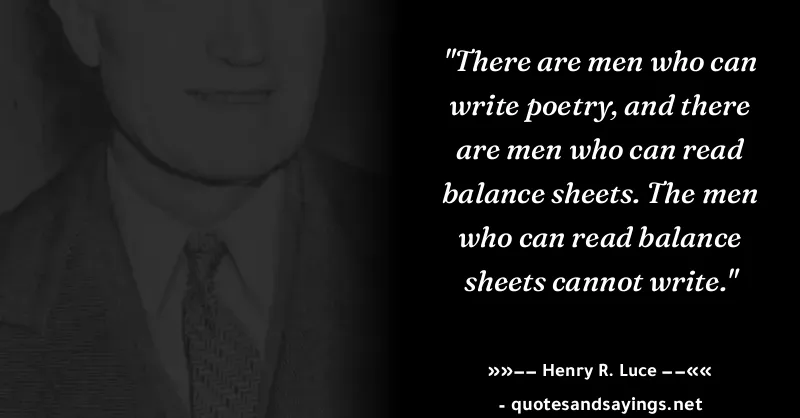 "There are men who can
write poetry, and there
are men who can read
balance sheets. The men
who can read balance
sheets cannot write."
»»−− Henry R. Luce −−««
- quotesandsayings.net